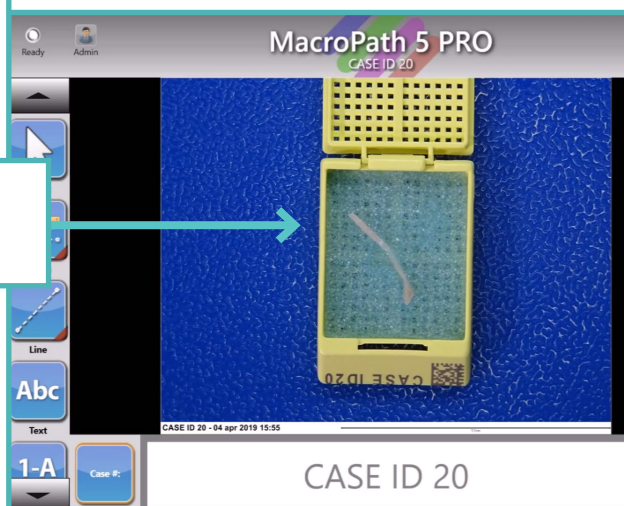 Ready
Admin
MacroPath 5 PRO
CASE ID 20
Line
Abc
Text
1-A
Case #:
CASE ID20
CASE ID 20 - 04 apr 2019 15:55
CASE ID 20